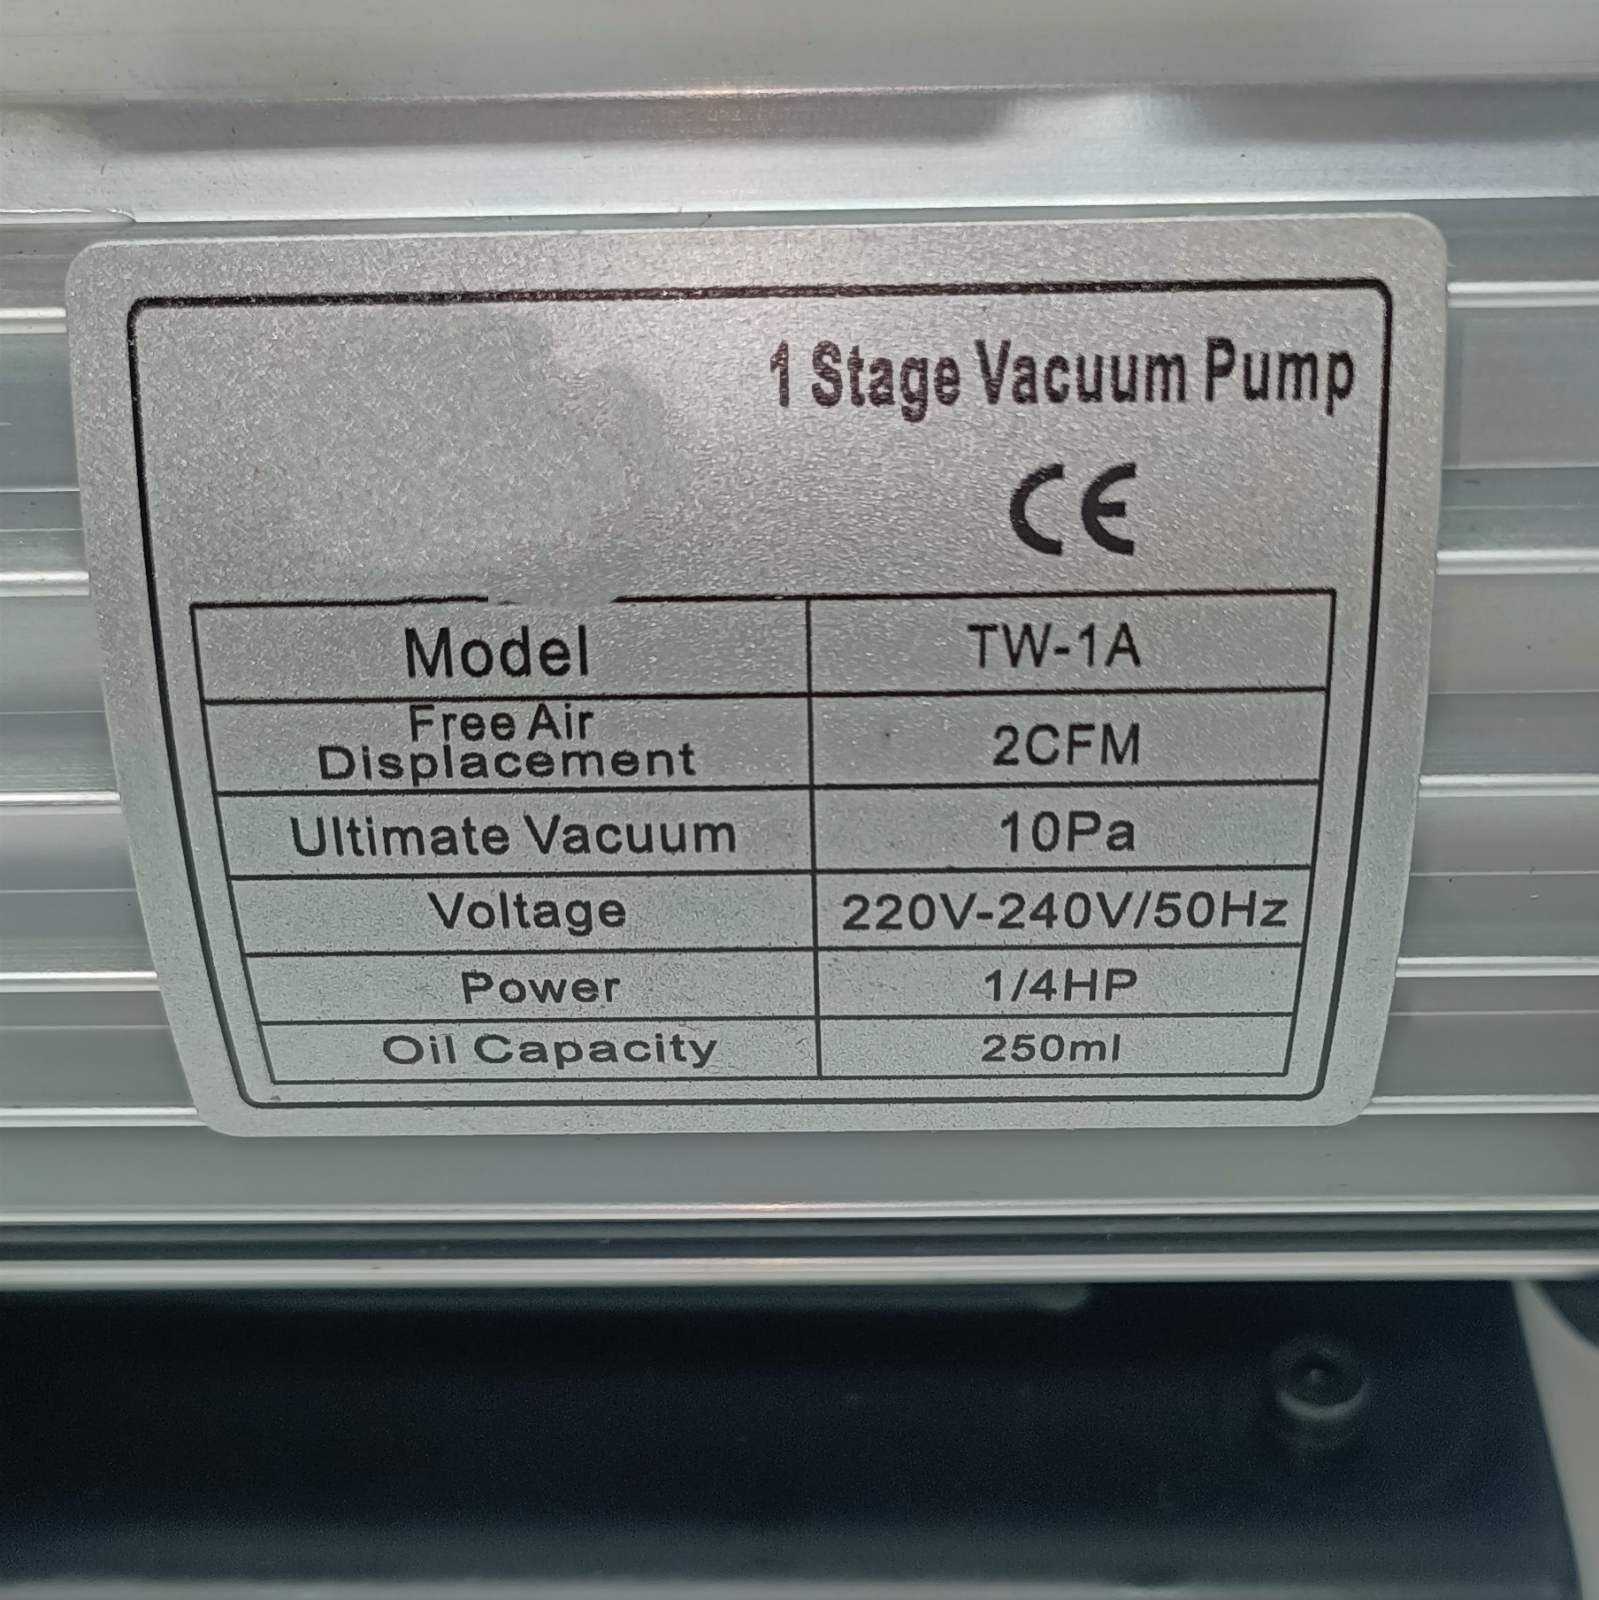 1 Stage Vacuum Pump
CE
Model TW-1A
Free Air
Displacement 2CFM
Ultimate Vacuum 10Pa
Voltage 220V-240V/50Hz
Power 1/4HP
Oil Capacity 250ml